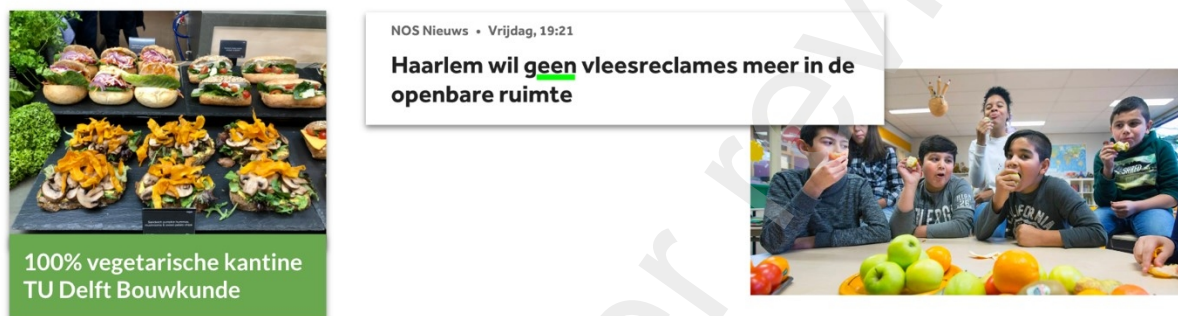 NOS Nieuws • Vrijdag, 19:21
Haarlem wil geen vleesreclames meer in de
openbare ruimte
100% vegetarische kantine
TU Delft Bouwkunde
CALIFORNIA